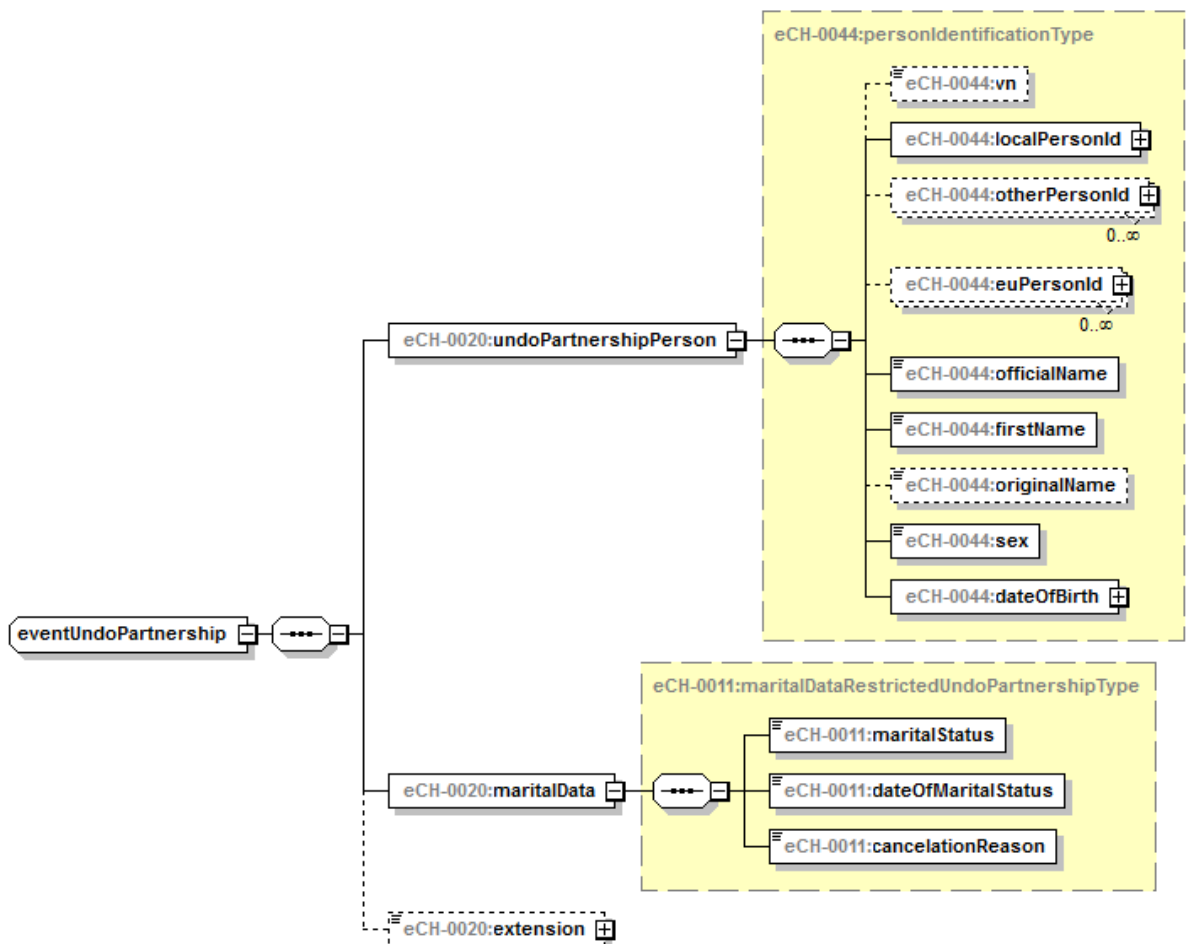 eCH-0044:personIdentificationType
eCH-0044:vn
eCH-0044:localPersonId
eCH-0044:otherPersonId
0..∞
eCH-0044:euPersonId
0..∞
eCH-0020:undoPartnershipPerson
eCH-0044:officialName
eCH-0044:firstName
eCH-0044:originalName
eCH-0044:sex
eCH-0044:dateOfBirth
eventUndoPartnership
eCH-0011:maritalDataRestrictedUndoPartnershipType
eCH-0011:maritalStatus
eCH-0020:maritalData
eCH-0011:dateOfMaritalStatus
eCH-0011:cancelationReason
eCH-0020:extension